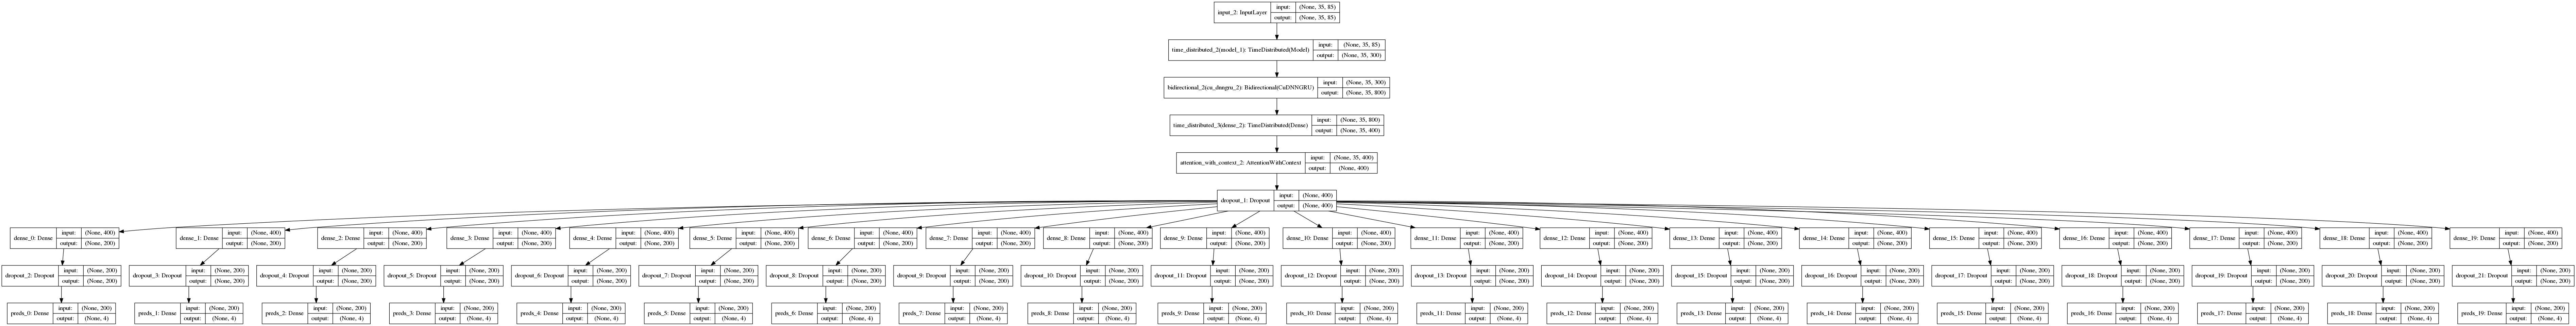 input_2: InputLayer input: (None, 35, 85)
output: (None, 35, 85)
time_distributed_2(model_1): TimeDistributed(Model) input: (None, 35, 85)
output: (None, 35, 300)
bidirectional_2(cu_dnngru_2): Bidirectional(CuDNNGRU) input: (None, 35, 300)
output: (None, 35, 800)
time_distributed_3(dense_2): TimeDistributed(Dense) input: (None, 35, 800)
output: (None, 35, 400)
attention_with_context_2: AttentionWithContext input: (None, 35, 400)
output: (None, 400)
dropout_1: Dropout input: (None, 400)
output: (None, 400)
dense_0: Dense input: (None, 400)
output: (None, 200)
dense_1: Dense input: (None, 400)
output: (None, 200)
dense_2: Dense input: (None, 400)
output: (None, 200)
dense_3: Dense input: (None, 400)
output: (None, 200)
dense_4: Dense input: (None, 400)
output: (None, 200)
dense_5: Dense input: (None, 400)
output: (None, 200)
dense_6: Dense input: (None, 400)
output: (None, 200)
dense_7: Dense input: (None, 400)
output: (None, 200)
dense_8: Dense input: (None, 400)
output: (None, 200)
dense_9: Dense input: (None, 400)
output: (None, 200)
dense_10: Dense input: (None, 400)
output: (None, 200)
dense_11: Dense input: (None, 400)
output: (None, 200)
dense_12: Dense input: (None, 400)
output: (None, 200)
dense_13: Dense input: (None, 400)
output: (None, 200)
dense_14: Dense input: (None, 400)
output: (None, 200)
dense_15: Dense input: (None, 400)
output: (None, 200)
dense_16: Dense input: (None, 400)
output: (None, 200)
dense_17: Dense input: (None, 400)
output: (None, 200)
dense_18: Dense input: (None, 400)
output: (None, 200)
dense_19: Dense input: (None, 400)
output: (None, 200)
dropout_2: Dropout input: (None, 200)
output: (None, 200)
dropout_3: Dropout input: (None, 200)
output: (None, 200)
dropout_4: Dropout input: (None, 200)
output: (None, 200)
dropout_5: Dropout input: (None, 200)
output: (None, 200)
dropout_6: Dropout input: (None, 200)
output: (None, 200)
dropout_7: Dropout input: (None, 200)
output: (None, 200)
dropout_8: Dropout input: (None, 200)
output: (None, 200)
dropout_9: Dropout input: (None, 200)
output: (None, 200)
dropout_10: Dropout input: (None, 200)
output: (None, 200)
dropout_11: Dropout input: (None, 200)
output: (None, 200)
dropout_12: Dropout input: (None, 200)
output: (None, 200)
dropout_13: Dropout input: (None, 200)
output: (None, 200)
dropout_14: Dropout input: (None, 200)
output: (None, 200)
dropout_15: Dropout input: (None, 200)
output: (None, 200)
dropout_16: Dropout input: (None, 200)
output: (None, 200)
dropout_17: Dropout input: (None, 200)
output: (None, 200)
dropout_18: Dropout input: (None, 200)
output: (None, 200)
dropout_19: Dropout input: (None, 200)
output: (None, 200)
dropout_20: Dropout input: (None, 200)
output: (None, 200)
dropout_21: Dropout input: (None, 200)
output: (None, 200)
preds_0: Dense input: (None, 200)
output: (None, 4)
preds_1: Dense input: (None, 200)
output: (None, 4)
preds_2: Dense input: (None, 200)
output: (None, 4)
preds_3: Dense input: (None, 200)
output: (None, 4)
preds_4: Dense input: (None, 200)
output: (None, 4)
preds_5: Dense input: (None, 200)
output: (None, 4)
preds_6: Dense input: (None, 200)
output: (None, 4)
preds_7: Dense input: (None, 200)
output: (None, 4)
preds_8: Dense input: (None, 200)
output: (None, 4)
preds_9: Dense input: (None, 200)
output: (None, 4)
preds_10: Dense input: (None, 200)
output: (None, 4)
preds_11: Dense input: (None, 200)
output: (None, 4)
preds_12: Dense input: (None, 200)
output: (None, 4)
preds_13: Dense input: (None, 200)
output: (None, 4)
preds_14: Dense input: (None, 200)
output: (None, 4)
preds_15: Dense input: (None, 200)
output: (None, 4)
preds_16: Dense input: (None, 200)
output: (None, 4)
preds_17: Dense input: (None, 200)
output: (None, 4)
preds_18: Dense input: (None, 200)
output: (None, 4)
preds_19: Dense input: (None, 200)
output: (None, 4)